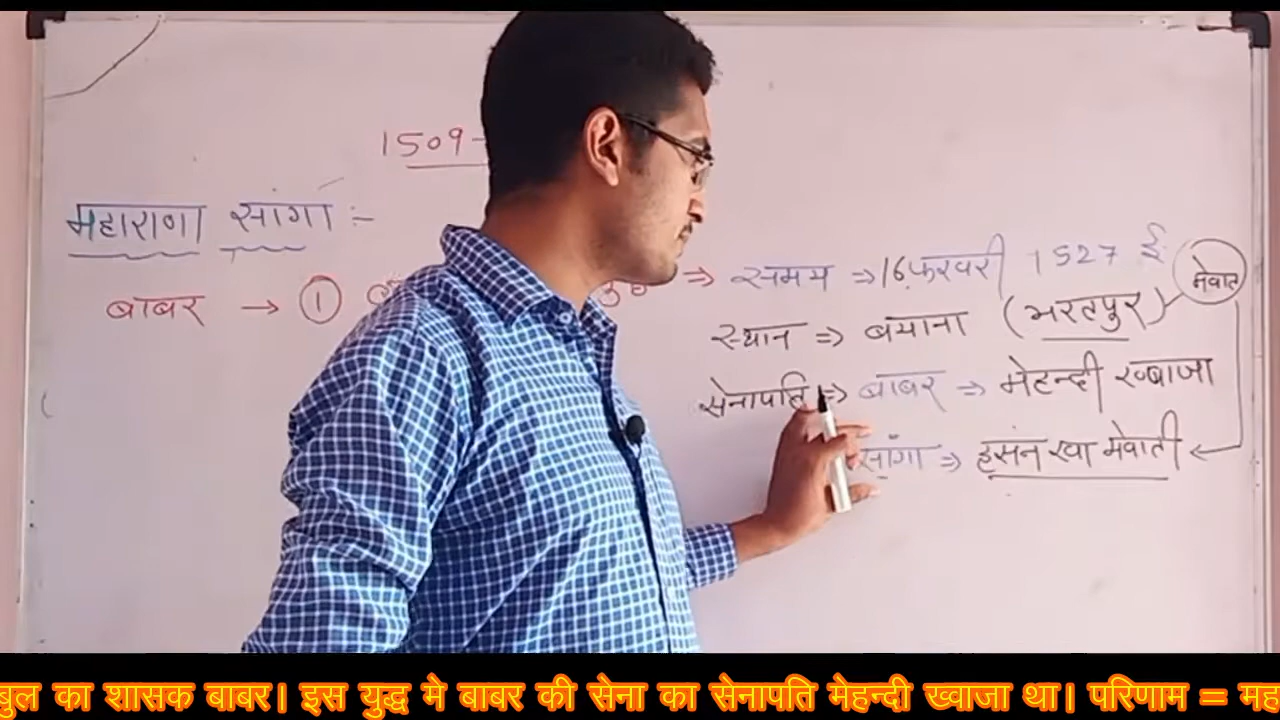 1509-
महाराणा सांगा :-
बाबर → ① ⇒ समय ⇒ 16 फरवरी 1527 ई.
मेवात
स्थान ⇒ बयाना (भरतपुर)
सेनापति ⇒ बाबर ⇒ मेहन्दी ख्बाजा
सांगा ⇒ हसंन खा मेवाती
बुल का शासक बाबर। इस युद्ध मे बाबर की सेना का सेनापति मेहन्दी ख्वाजा था। परिणाम = मह